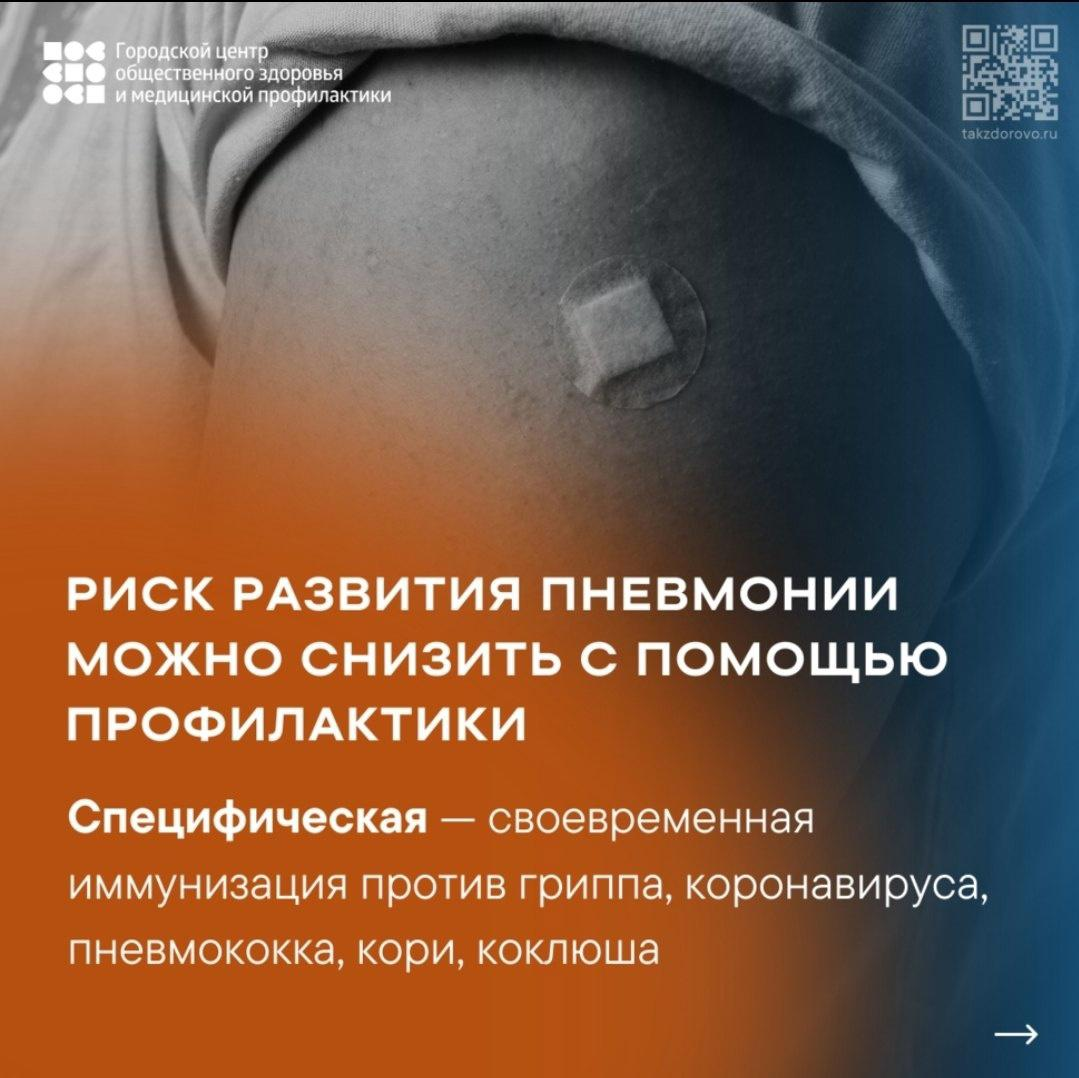 Городской центр
общественного здоровья
и медицинской профилактики
takzdorovo.ru
РИСК РАЗВИТИЯ ПНЕВМОНИИ
МОЖНО СНИЗИТЬ С ПОМОЩЬЮ
ПРОФИЛАКТИКИ
Специфическая — своевременная
иммунизация против гриппа, коронавируса,
пневмококка, кори, коклюша